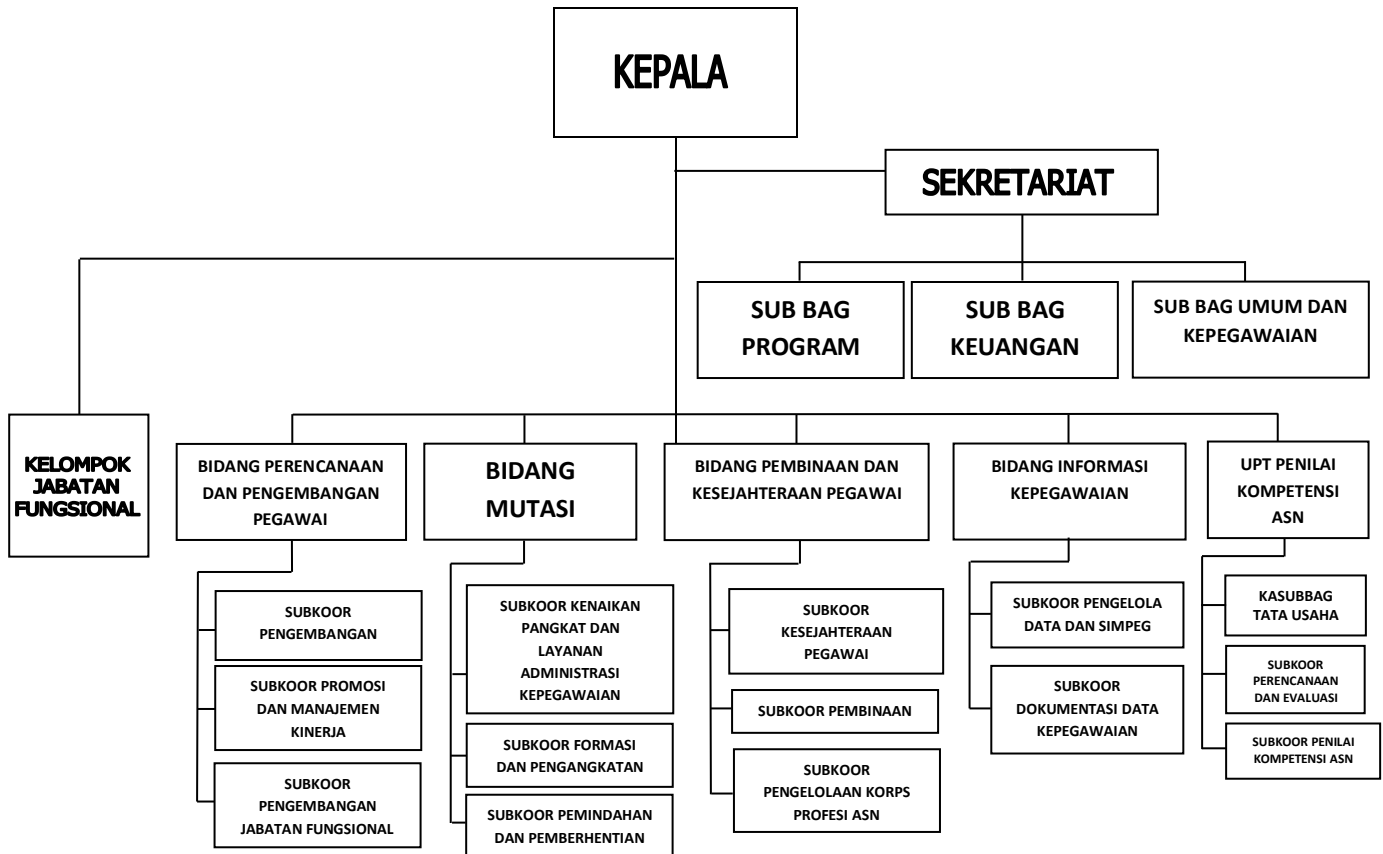 KEPALA
SEKRETARIAT
SUB BAG
PROGRAM
SUB BAG
KEUANGAN
SUB BAG UMUM DAN
KEPEGAWAIAN
KELOMPOK
JABATAN
FUNGSIONAL
BIDANG PERENCANAAN
DAN PENGEMBANGAN
PEGAWAI
BIDANG
MUTASI
BIDANG PEMBINAAN DAN
KESEJAHTERAAN PEGAWAI
BIDANG INFORMASI
KEPEGAWAIAN
UPT PENILAI
KOMPETENSI
ASN
SUBKOOR
PENGEMBANGAN
SUBKOOR PROMOSI
DAN MANAJEMEN
KINERJA
SUBKOOR
PENGEMBANGAN
JABATAN FUNGSIONAL
SUBKOOR KENAIKAN
PANGKAT DAN
LAYANAN
ADMINISTRASI
KEPEGAWAIAN
SUBKOOR FORMASI
DAN PENGANGKATAN
SUBKOOR PEMINDAHAN
DAN PEMBERHENTIAN
SUBKOOR
KESEJAHTERAAN
PEGAWAI
SUBKOOR PEMBINAAN
SUBKOOR
PENGELOLAAN KORPS
PROFESI ASN
SUBKOOR PENGELOLA
DATA DAN SIMPEG
SUBKOOR
DOKUMENTASI DATA
KEPEGAWAIAN
KASUBBAG
TATA USAHA
SUBKOOR
PERENCANAAN
DAN EVALUASI
SUBKOOR PENILAI
KOMPETENSI ASN